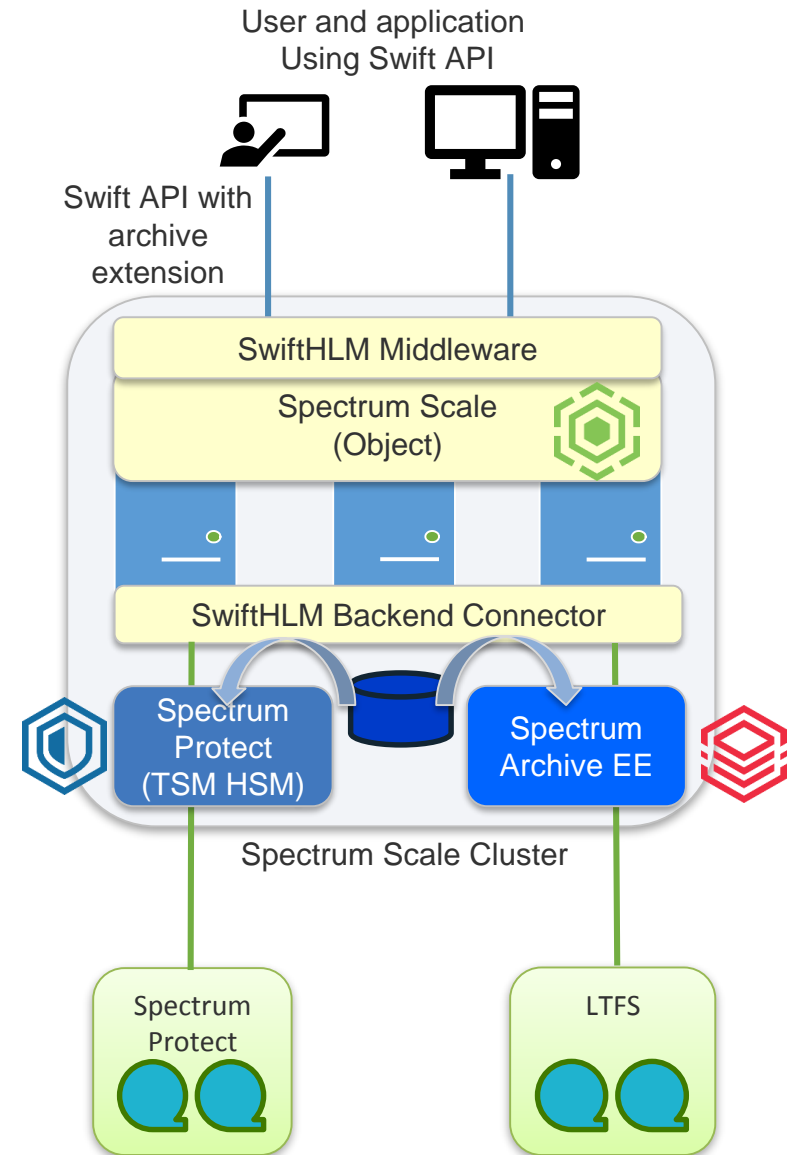 User and application
Using Swift API
Swift API with
archive
extension
SwiftHLM Middleware
Spectrum Scale
(Object)
SwiftHLM Backend Connector
Spectrum
Protect
(TSM HSM)
Spectrum
Archive EE
Spectrum Scale Cluster
Spectrum
Protect
LTFS